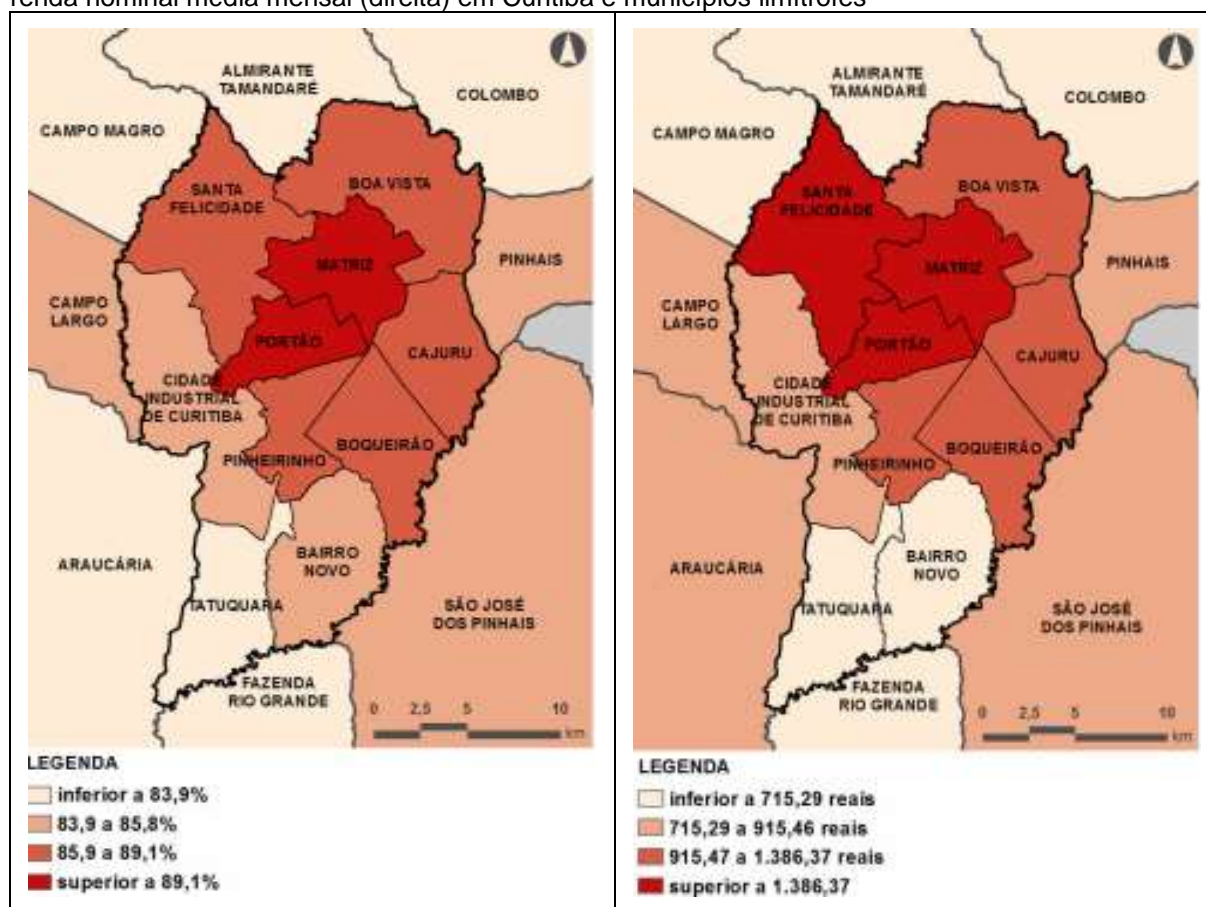 renda nominal média mensal (direita) em Curitiba e municípios limítrofes
ALMIRANTE
TAMANDARÉ
COLOMBO
CAMPO MAGRO
SANTA
FELICIDADE
BOA VISTA
MATRIZ
PINHAIS
CAMPO
LARGO
PORTÃO
CAJURU
CIDADE
INDUSTRIAL
DE CURITIBA
BOQUEIRÃO
PINHEIRINHO
ARAUCÁRIA
BAIRRO
NOVO
TATUQUARA
SÃO JOSÉ
DOS PINHAIS
FAZENDA
RIO GRANDE
0 2,5 5 10
km
LEGENDA
inferior a 83,9%
83,9 a 85,8%
85,9 a 89,1%
superior a 89,1%
ALMIRANTE
TAMANDARÉ
COLOMBO
CAMPO MAGRO
SANTA
FELICIDADE
BOA VISTA
MATRIZ
PINHAIS
CAMPO
LARGO
PORTÃO
CAJURU
CIDADE
INDUSTRIAL
DE CURITIBA
BOQUEIRÃO
PINHEIRINHO
ARAUCÁRIA
BAIRRO
NOVO
TATUQUARA
SÃO JOSÉ
DOS PINHAIS
FAZENDA
RIO GRANDE
0 2,5 5 10
km
LEGENDA
inferior a 715,29 reais
715,29 a 915,46 reais
915,47 a 1.386,37 reais
superior a 1.386,37